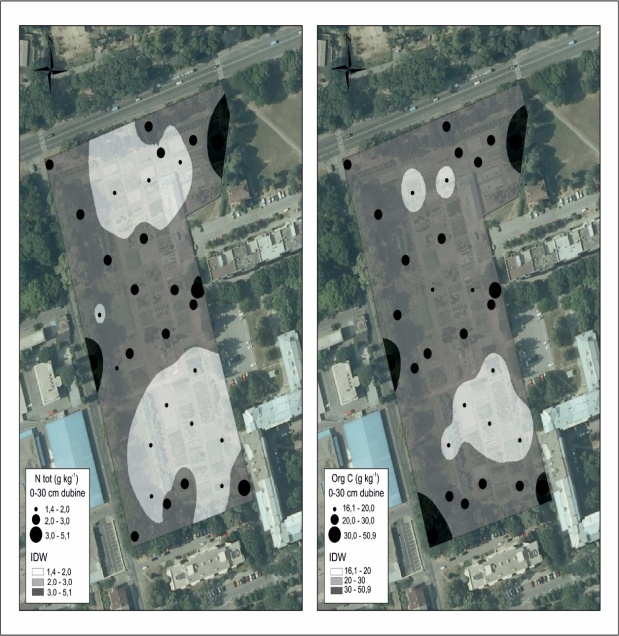 N tot (g kg⁻¹)
0-30 cm dubine
1,4 - 2,0
2,0 - 3,0
3,0 - 5,1
IDW
1,4 - 2,0
2,0 - 3,0
3,0 - 5,1
Org C (g kg⁻¹)
0-30 cm dubine
16,1 - 20,0
20,0 - 30.0
30,0 - 50,9
IDW
16,1 - 20
20 - 30
30 - 50,9